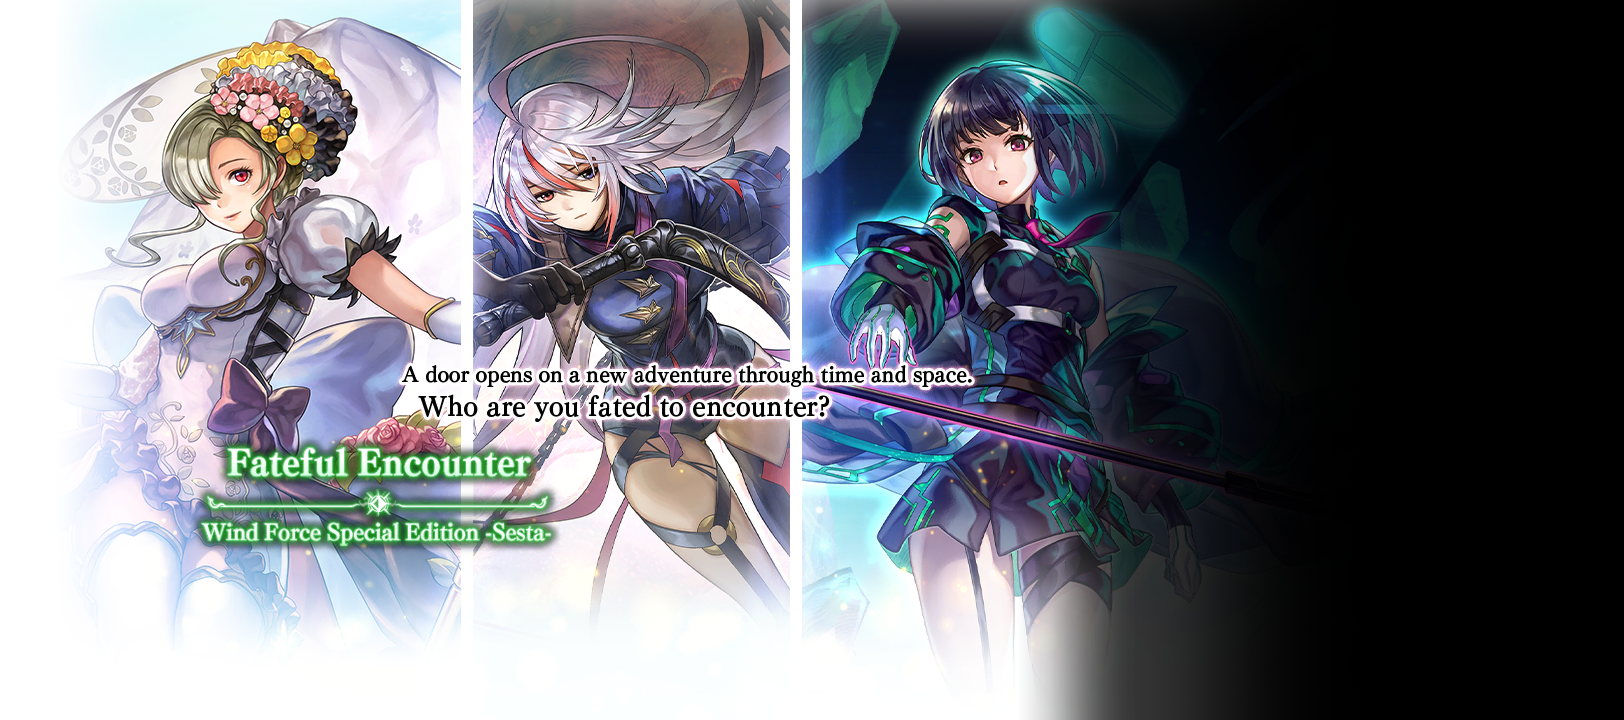 A door opens on a new adventure through time and space.
Who are you fated to encounter?
Fateful Encounter
Wind Force Special Edition -Sesta-